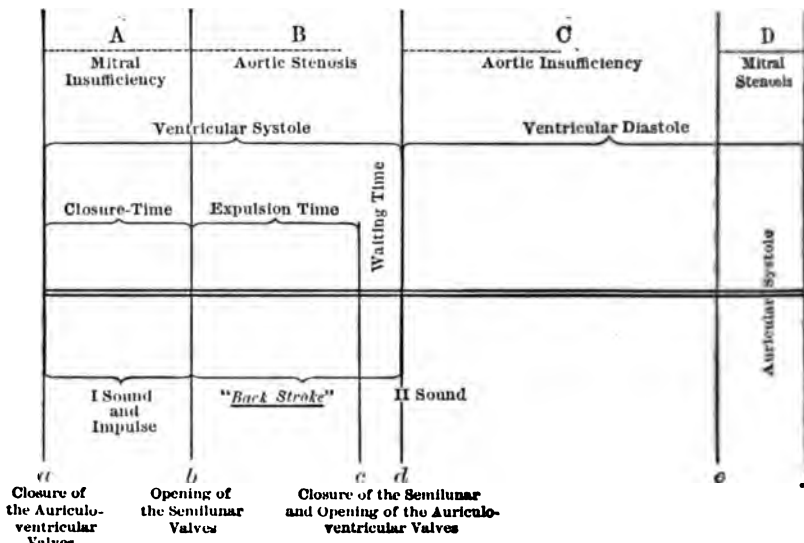 A B C D
Mitral
Insufficiency
Aortic Stenosis
Aortic Insufficiency
Mitral
Stenosis
Ventricular Systole
Ventricular Diastole
Closure-Time
Expulsion Time
Waiting Time
Auricular Systole
I Sound
and
Impulse
"Back Stroke"
II Sound
a b c d e
Closure of
the Auriculo-
ventricular
Valves
Opening of
the Semilunar
Valves
Closure of the Semilunar
and Opening of the Auriculo-
ventricular Valves